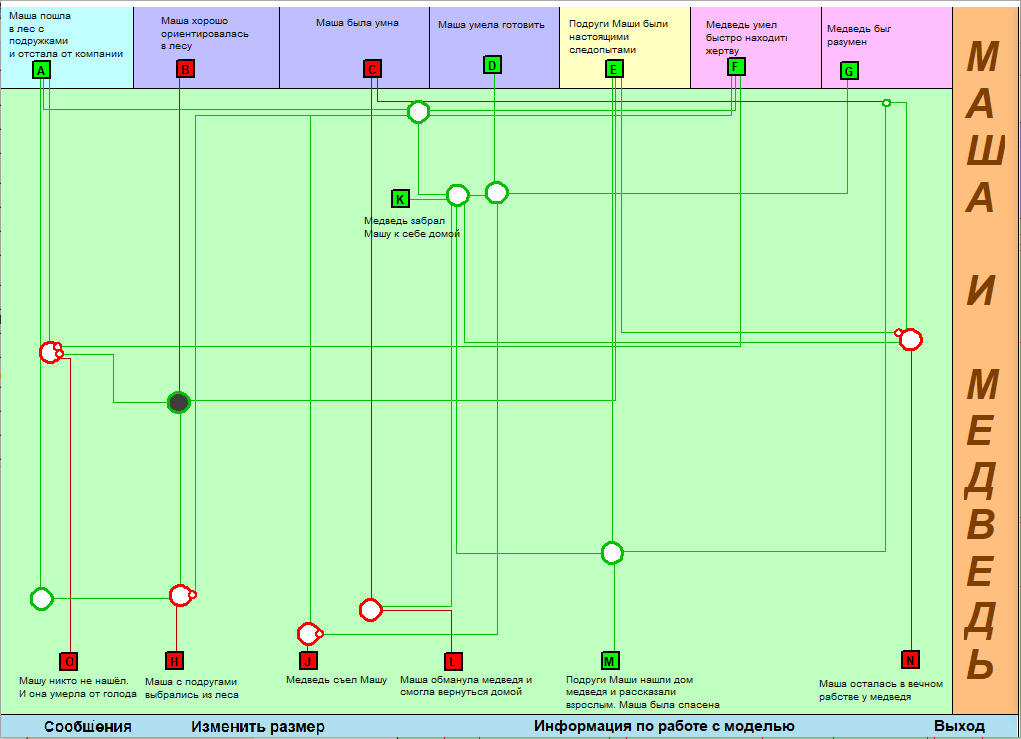 Маша пошла
в лес с
подружками
и отстала от компании
A
Маша хорошо
ориентировалась
в лесу
B
Маша была умна
C
Маша умела готовить
D
Подруги Маши были
настоящими
следопытами
E
Медведь умел
быстро находить
жертву
F
Медведь был
разумен
G
МАША И МЕДВЕДЬ
K
Медведь забрал
Машу к себе домой
O
Машу никто не нашёл.
И она умерла от голода
H
Маша с подругами
выбрались из леса
J
Медведь съел Машу
L
Маша обманула медведя и
смогла вернуться домой
M
Подруги Маши нашли дом
медведя и рассказали
взрослым. Маша была спасена
N
Маша осталась в вечном
рабстве у медведя
Сообщения Изменить размер Информация по работе с моделью Выход